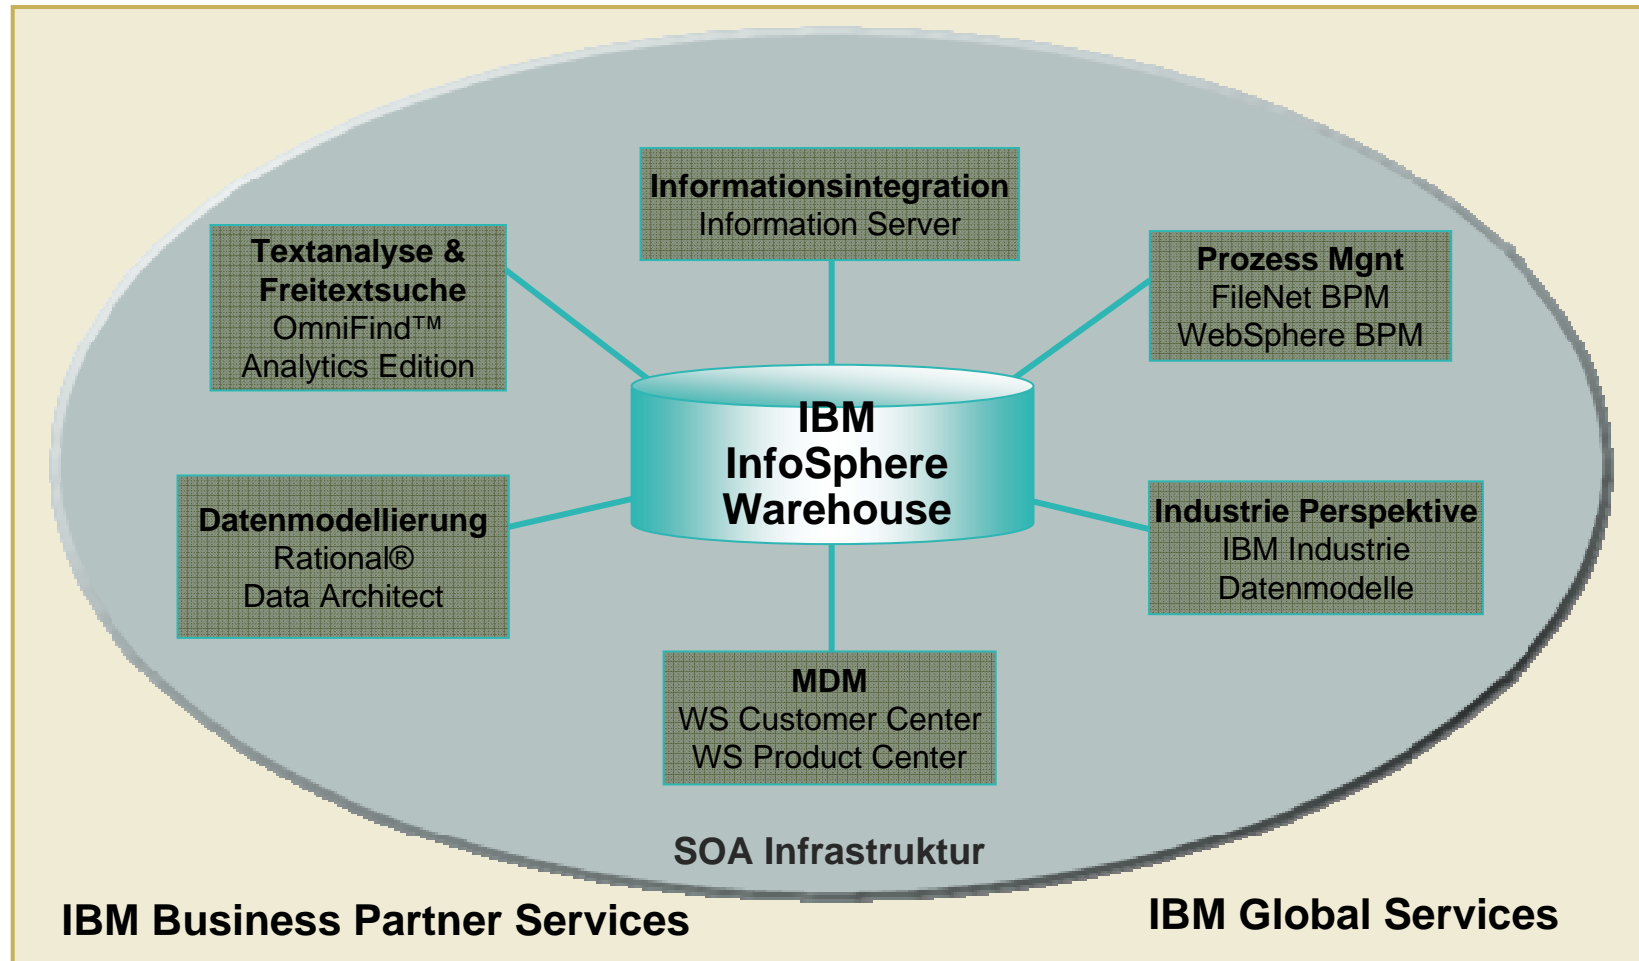 Informationsintegration
Information Server
Textanalyse &
Freitextsuche
OmniFind™
Analytics Edition
Prozess Mgnt
FileNet BPM
WebSphere BPM
IBM
InfoSphere
Warehouse
Datenmodellierung
Rational®
Data Architect
Industrie Perspektive
IBM Industrie
Datenmodelle
MDM
WS Customer Center
WS Product Center
SOA Infrastruktur
IBM Business Partner Services
IBM Global Services